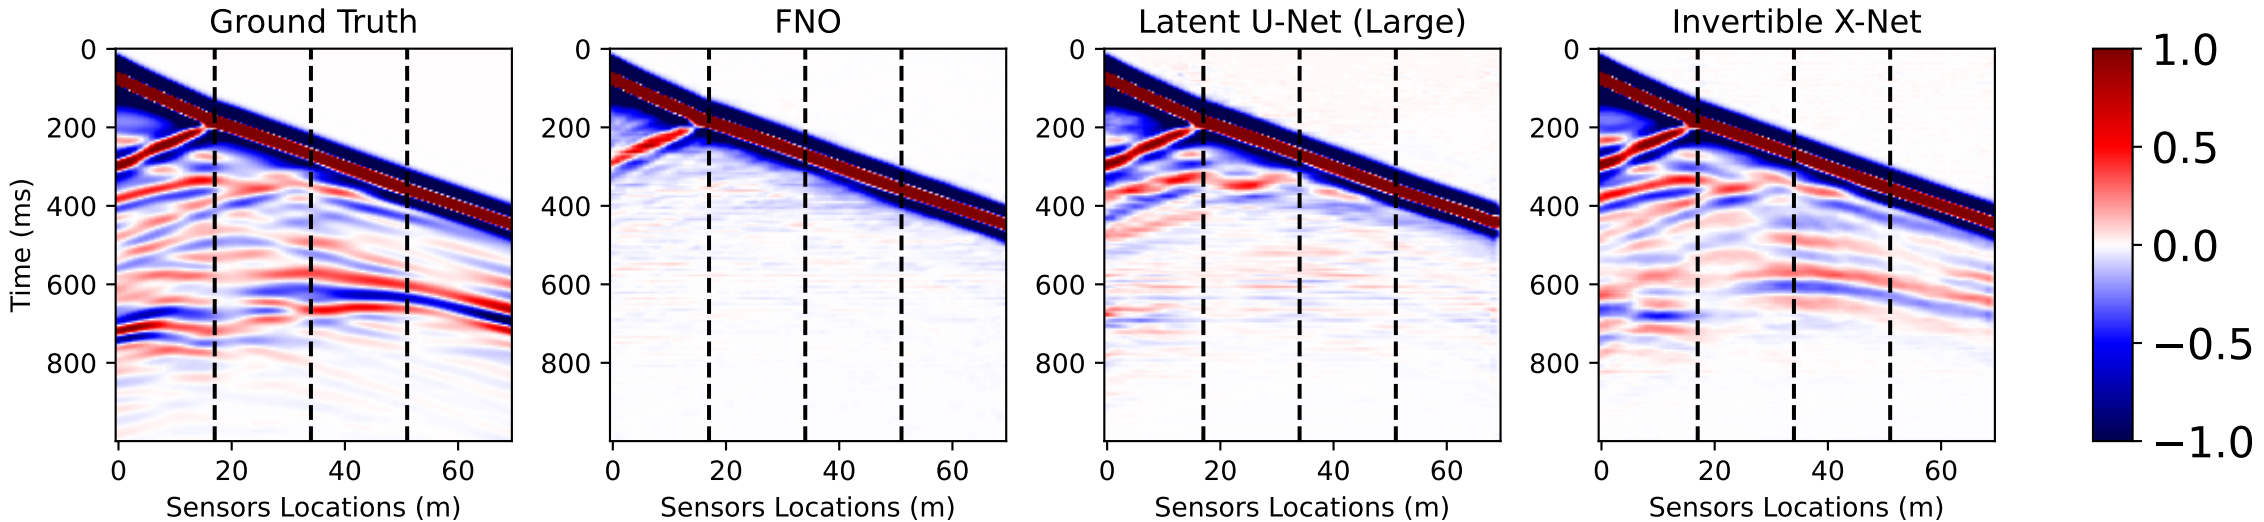 Ground Truth
FNO
Latent U-Net (Large)
Invertible X-Net
Time (ms)
0
200
400
600
800
0
200
400
600
800
0
200
400
600
800
0
200
400
600
800
0 20 40 60
0 20 40 60
0 20 40 60
0 20 40 60
Sensors Locations (m)
Sensors Locations (m)
Sensors Locations (m)
Sensors Locations (m)
1.0
0.5
0.0
−0.5
−1.0